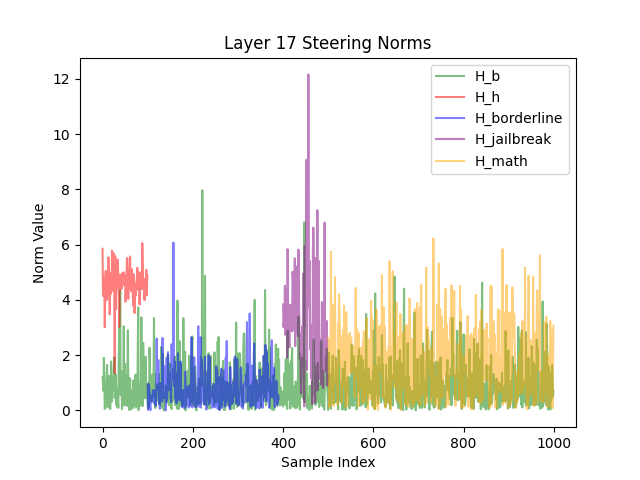 Layer 17 Steering Norms
Norm Value
12
10
8
6
4
2
0
H_b
H_h
H_borderline
H_jailbreak
H_math
0
200
400
600
800
1000
Sample Index